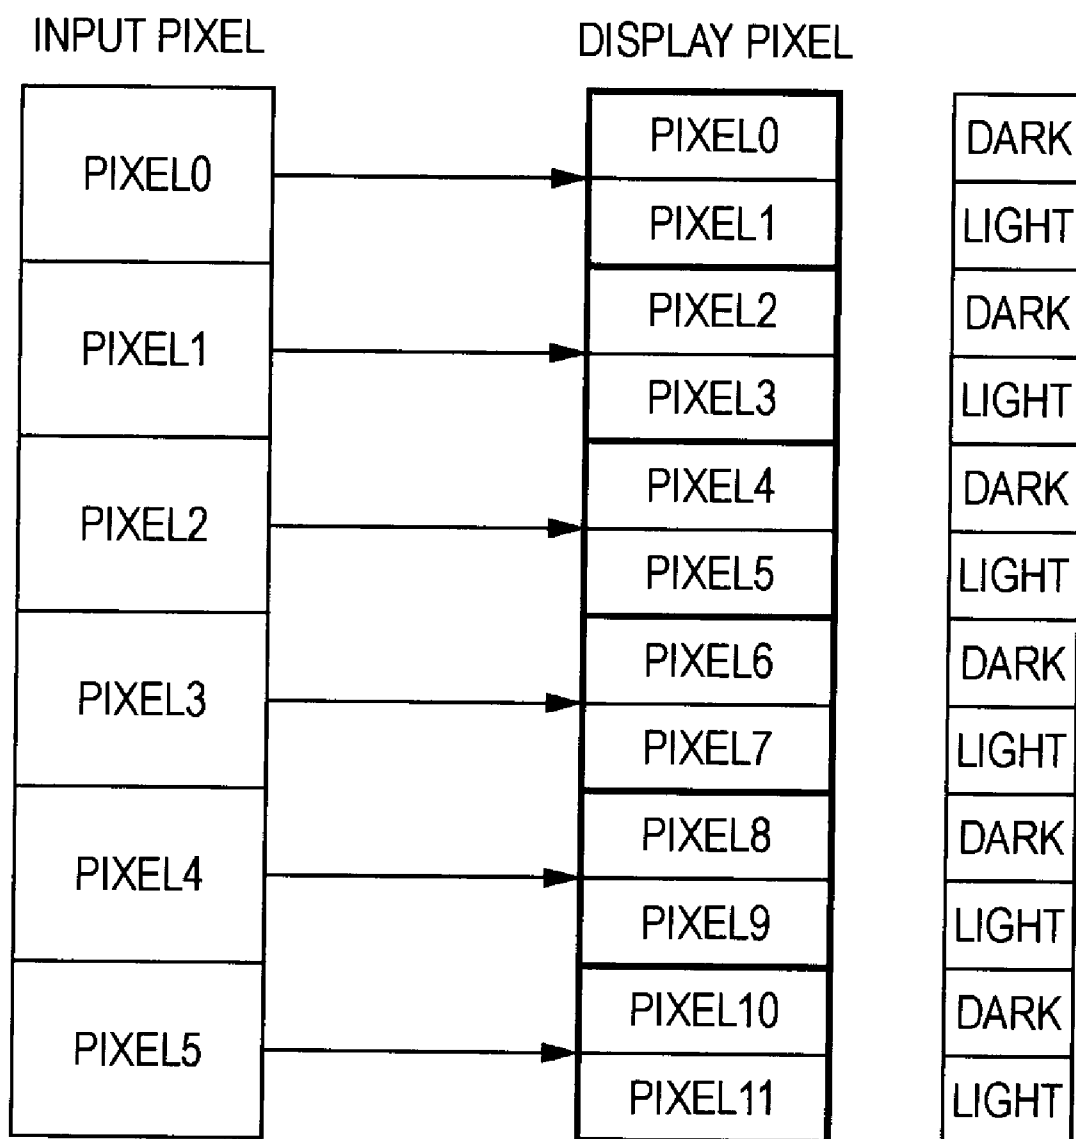 INPUT PIXEL
DISPLAY PIXEL
PIXEL0
PIXEL1
PIXEL2
PIXEL3
PIXEL4
PIXEL5
PIXEL0
PIXEL1
PIXEL2
PIXEL3
PIXEL4
PIXEL5
PIXEL6
PIXEL7
PIXEL8
PIXEL9
PIXEL10
PIXEL11
DARK
LIGHT
DARK
LIGHT
DARK
LIGHT
DARK
LIGHT
DARK
LIGHT
DARK
LIGHT